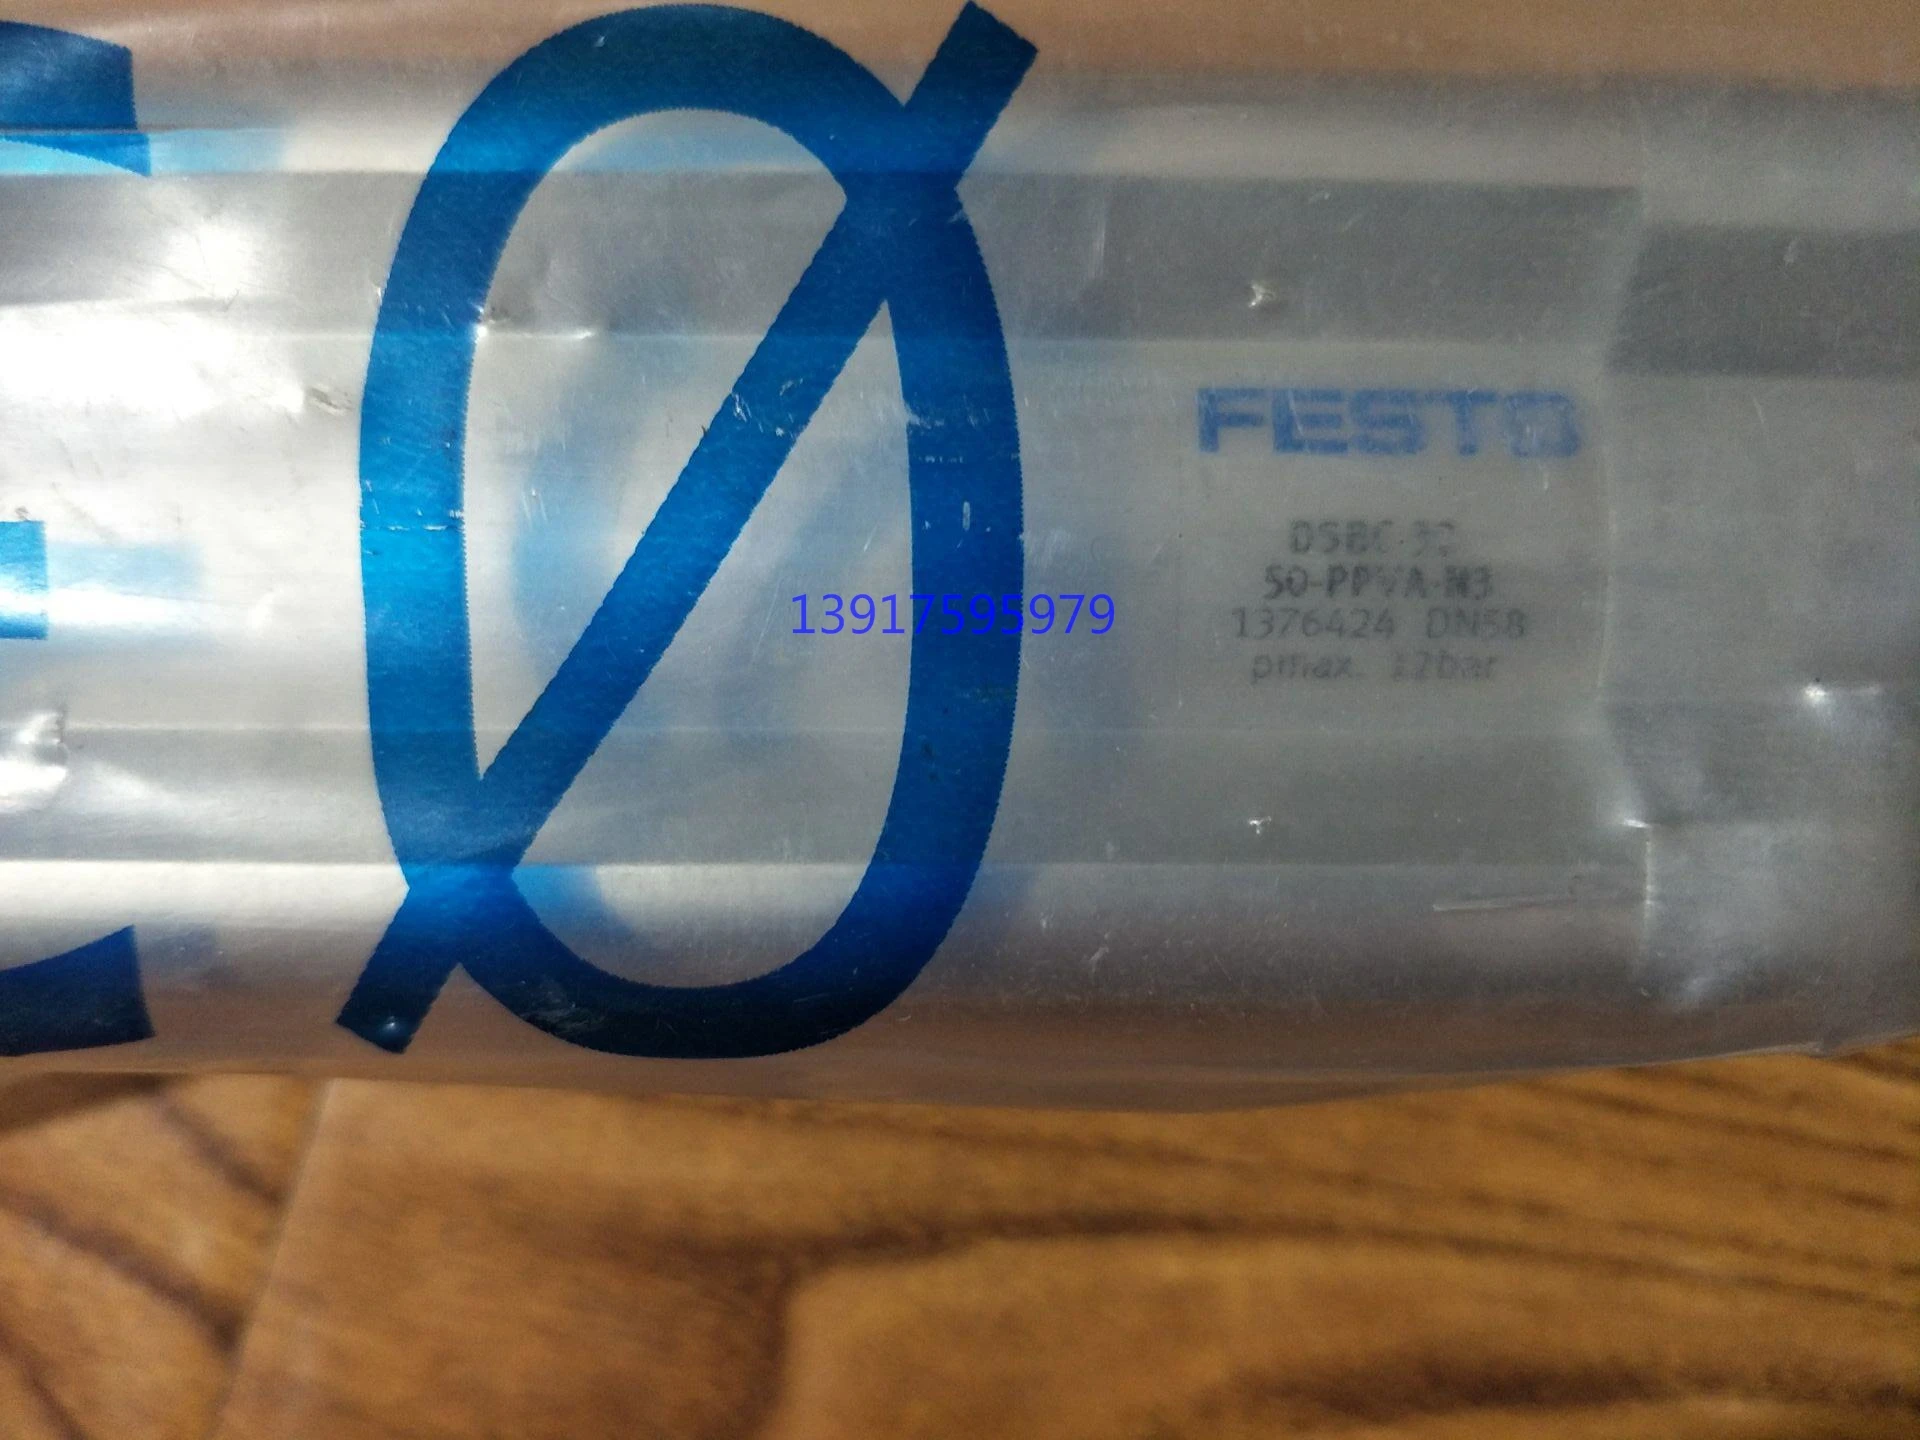 FESTO
DSBC-32
50-PPVA-N3
1376424 DN58
pmax. 12bar
13917595979